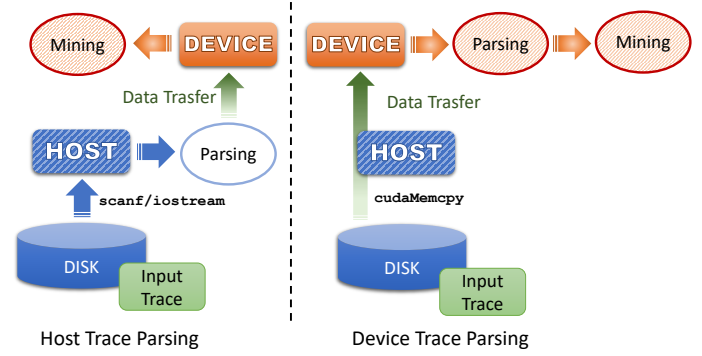 Mining
DEVICE
Data Trasfer
HOST
Parsing
scanf/iostream
DISK
Input
Trace
Host Trace Parsing
DEVICE
Parsing
Mining
Data Trasfer
HOST
cudaMemcpy
DISK
Input
Trace
Device Trace Parsing